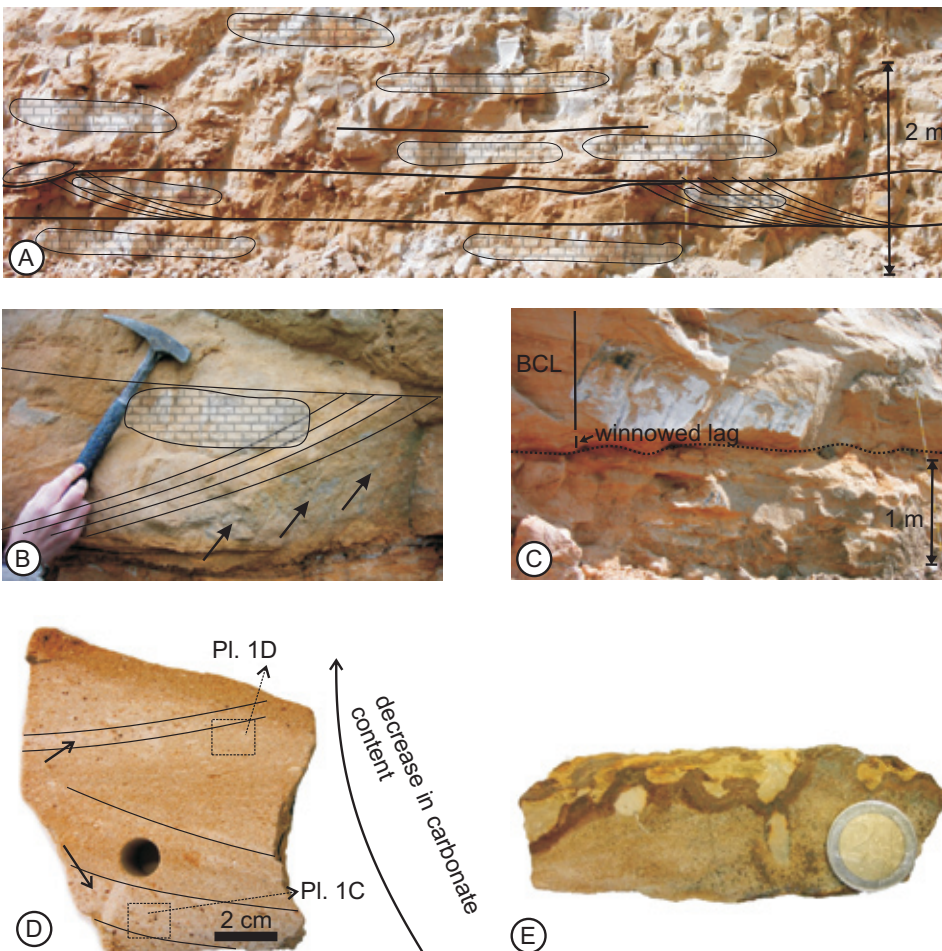 2 m
A
B
BCL
winnowed lag
1 m
C
Pl. 1D
decrease in carbonate
content
Pl. 1C
2 cm
D
E